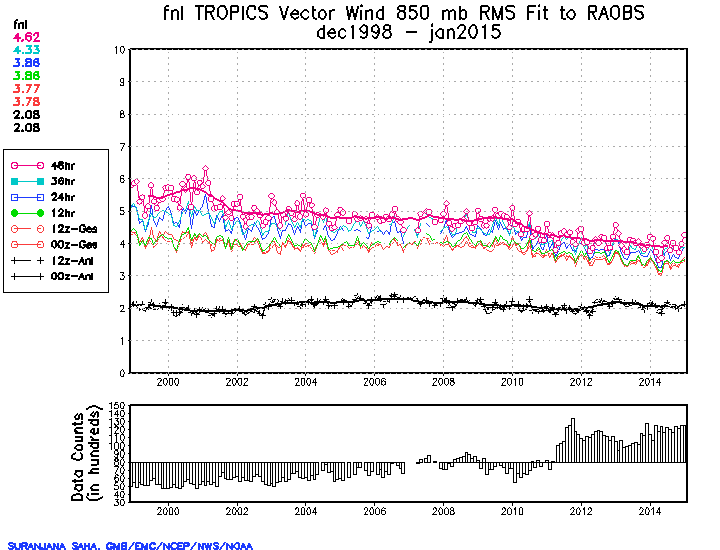 fnl TROPICS Vector Wind 850 mb RMS Fit to RAOBS
dec1998 - jan2015
fnl
4.62
4.33
3.86
3.86
3.77
3.78
2.08
2.08
48hr
36hr
24hr
12hr
12z-Ges
00z-Ges
12z-Anl
00z-Anl
10
9
8
7
6
5
4
3
2
1
0
2000 2002 2004 2006 2008 2010 2012 2014
Data Counts
(in hundreds)
150
140
130
120
110
100
90
80
70
60
50
40
30
2000 2002 2004 2006 2008 2010 2012 2014
SURANJANA SAHA, GMB/EMC/NCEP/NWS/NOAA